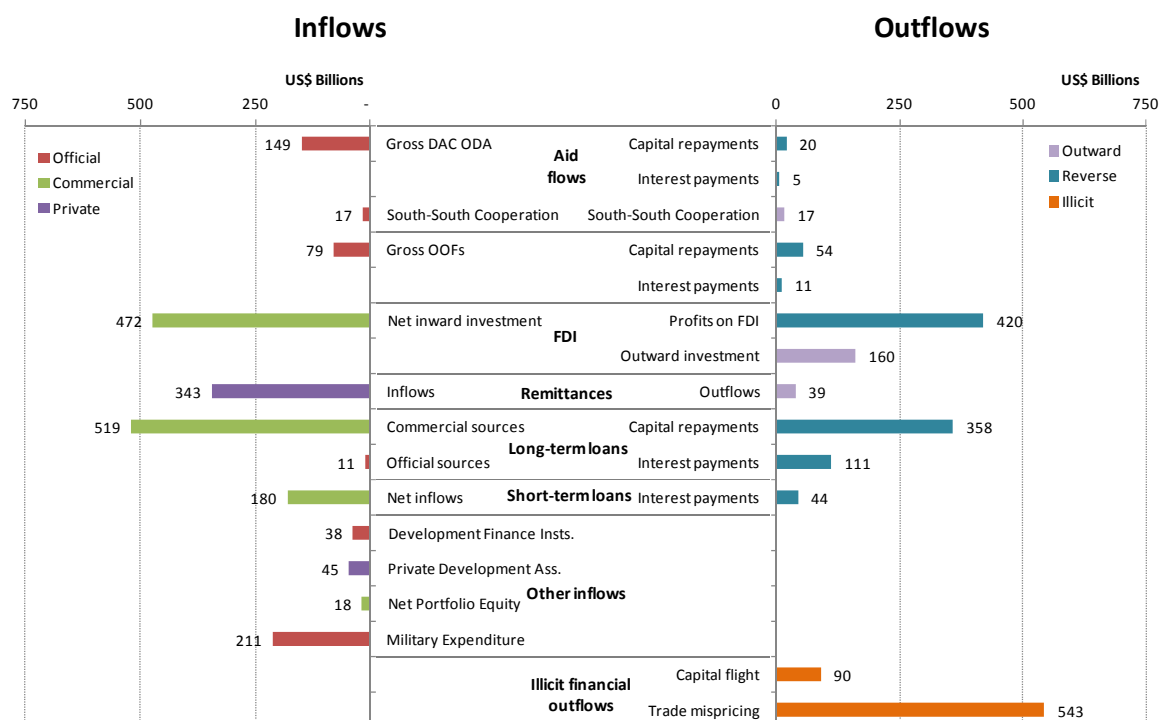 Inflows Outflows
US$ Billions US$ Billions
750 500 250 - 0 250 500 750
Official
Commercial
Private
Outward
Reverse
Illicit
149 Gross DAC ODA Aid flows Capital repayments 20
Interest payments 5
17 South-South Cooperation South-South Cooperation 17
79 Gross OOFs Capital repayments 54
Interest payments 11
472 Net inward investment FDI Profits on FDI 420
Outward investment 160
343 Inflows Remittances Outflows 39
519 Commercial sources Long-term loans Capital repayments 358
11 Official sources Interest payments 111
180 Net inflows Short-term loans Interest payments 44
38 Development Finance Insts.
45 Private Development Ass.
Other inflows
18 Net Portfolio Equity
211 Military Expenditure
Illicit financial outflows
Capital flight 90
Trade mispricing 543